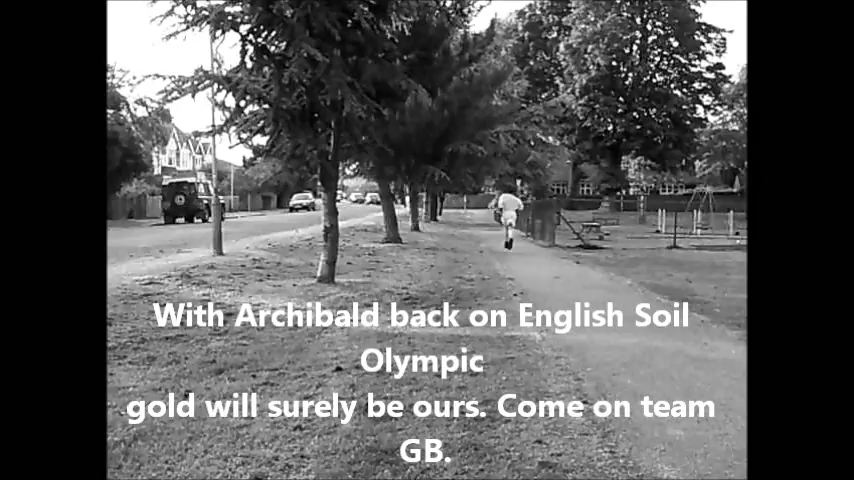 With Archibald back on English Soil
Olympic
gold will surely be ours. Come on team
GB.